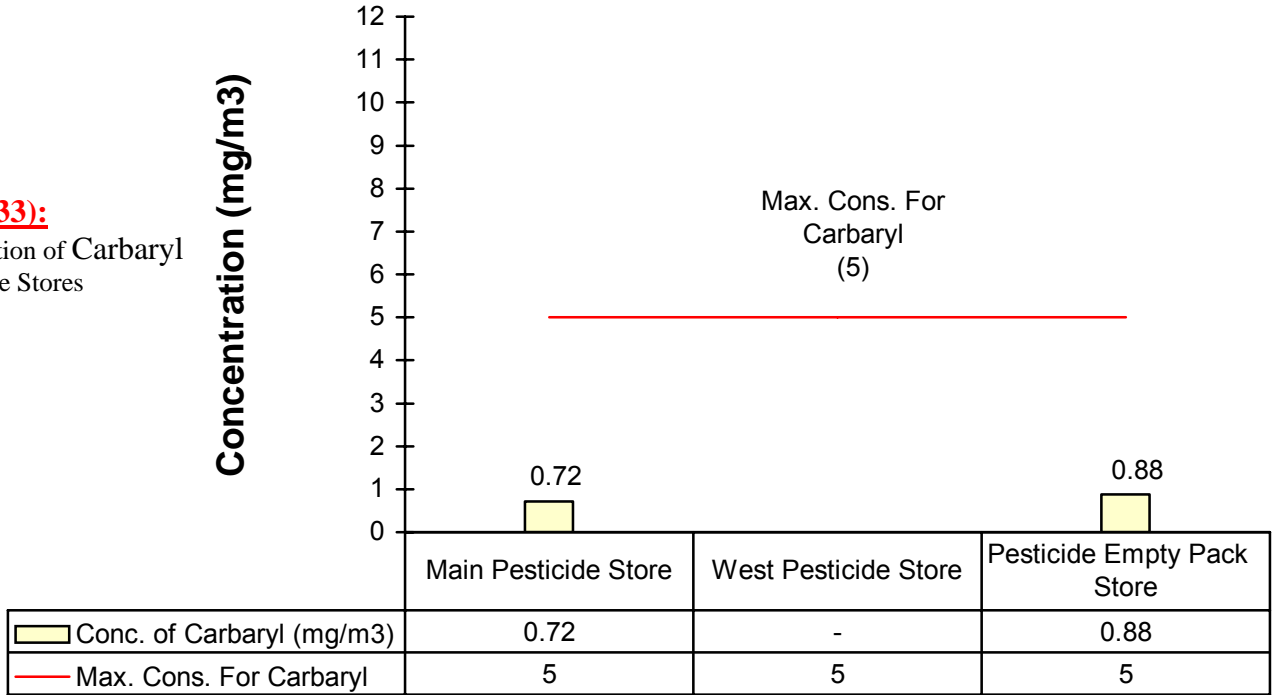 33):
tion of Carbaryl
e Stores
Concentration (mg/m3)
12
11
10
9
8
7
6
5
4
3
2
1
0
Max. Cons. For
Carbaryl
(5)
0.72
0.88
Main Pesticide Store West Pesticide Store Pesticide Empty Pack
Store
Conc. of Carbaryl (mg/m3) 0.72 - 0.88
Max. Cons. For Carbaryl 5 5 5